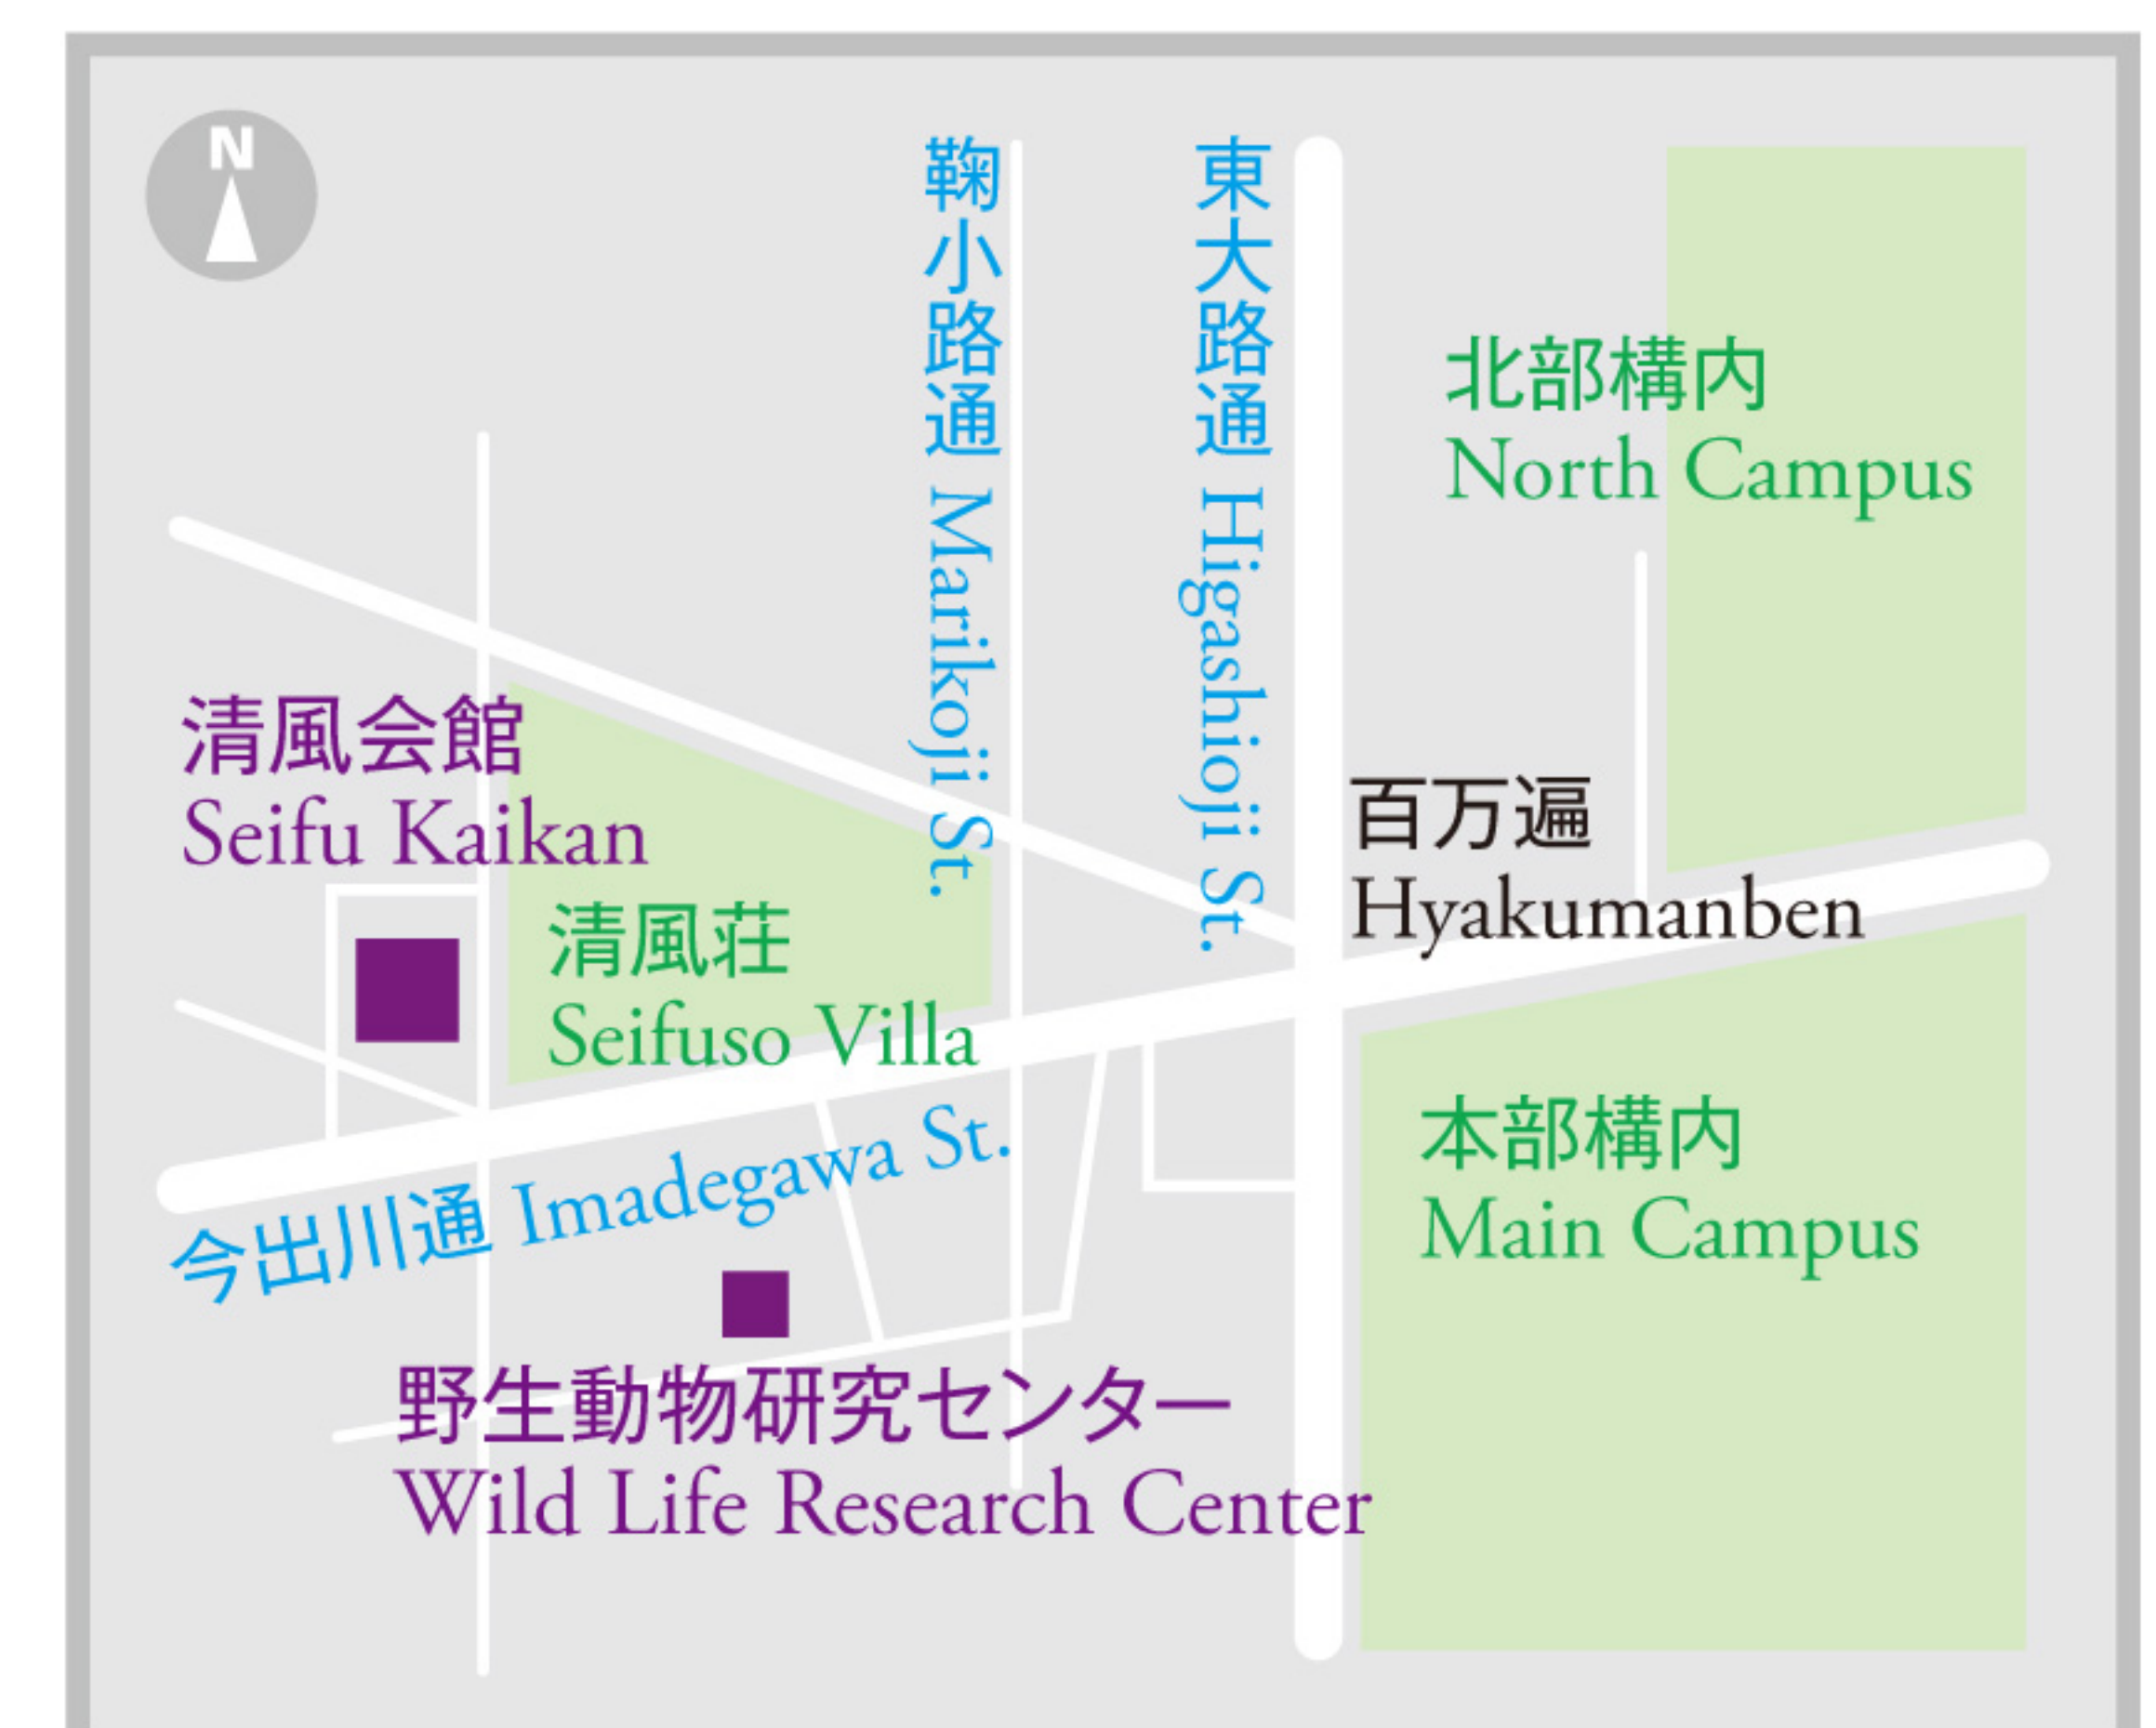 N
鞠小路通 Marikoji St.
東大路通 Higashioji St.
北部構内
North Campus
清風会館
Seifu Kaikan
百万遍
Hyakumanben
清風荘
Seifuso Villa
今出川通 Imadegawa St.
本部構内
Main Campus
野生動物研究センター
Wild Life Research Center